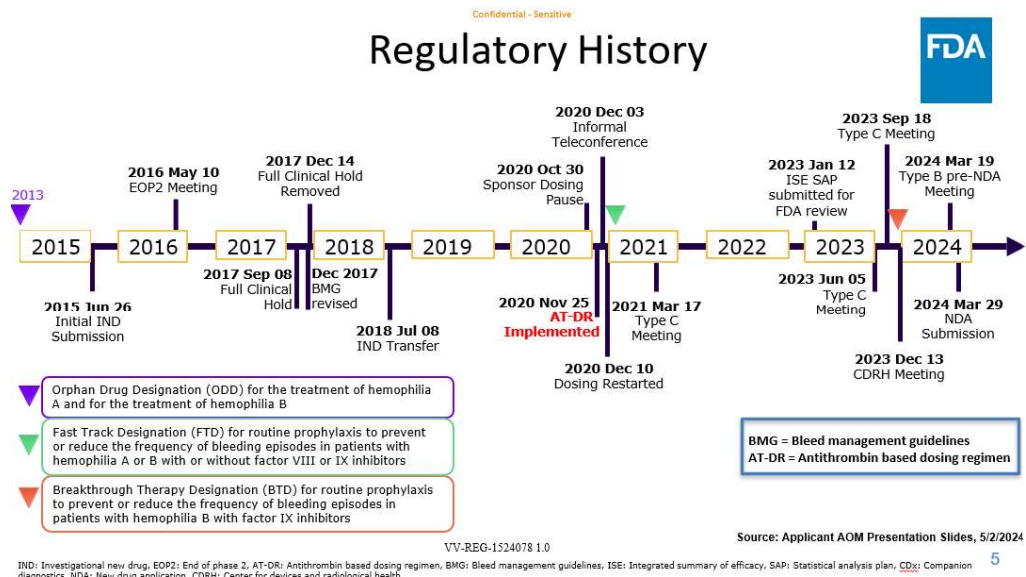 Confidential - Sensitive
Regulatory History
FDA
2013
2015
2016
2017
2018
2019
2020
2021
2022
2023
2024
2015 Jun 26
Initial IND
Submission
2016 May 10
EOP2 Meeting
2017 Sep 08
Full Clinical
Hold
2017 Dec 14
Full Clinical Hold
Removed
Dec 2017
BMG
revised
2018 Jul 08
IND Transfer
2020 Oct 30
Sponsor Dosing
Pause
2020 Nov 25
AT-DR
Implemented
2020 Dec 03
Informal
Teleconference
2020 Dec 10
Dosing Restarted
2021 Mar 17
Type C
Meeting
2023 Jan 12
ISE SAP
submitted for
FDA review
2023 Jun 05
Type C
Meeting
2023 Sep 18
Type C Meeting
2023 Dec 13
CDRH Meeting
2024 Mar 19
Type B pre-NDA
Meeting
2024 Mar 29
NDA
Submission
Orphan Drug Designation (ODD) for the treatment of hemophilia
A and for the treatment of hemophilia B
Fast Track Designation (FTD) for routine prophylaxis to prevent
or reduce the frequency of bleeding episodes in patients with
hemophilia A or B with or without factor VIII or IX inhibitors
Breakthrough Therapy Designation (BTD) for routine prophylaxis
to prevent or reduce the frequency of bleeding episodes in
patients with hemophilia B with factor IX inhibitors
BMG = Bleed management guidelines
AT-DR = Antithrombin based dosing regimen
Source: Applicant AOM Presentation Slides, 5/2/2024
VV-REG-1524078 1.0
5
IND: Investigational new drug, EOP2: End of phase 2, AT-DR: Antithrombin based dosing regimen, BMG: Bleed management guidelines, ISE: Integrated summary of efficacy, SAP: Statistical analysis plan, CDx: Companion
diagnostics, NDA: New drug application, CDRH: Center for devices and radiological health